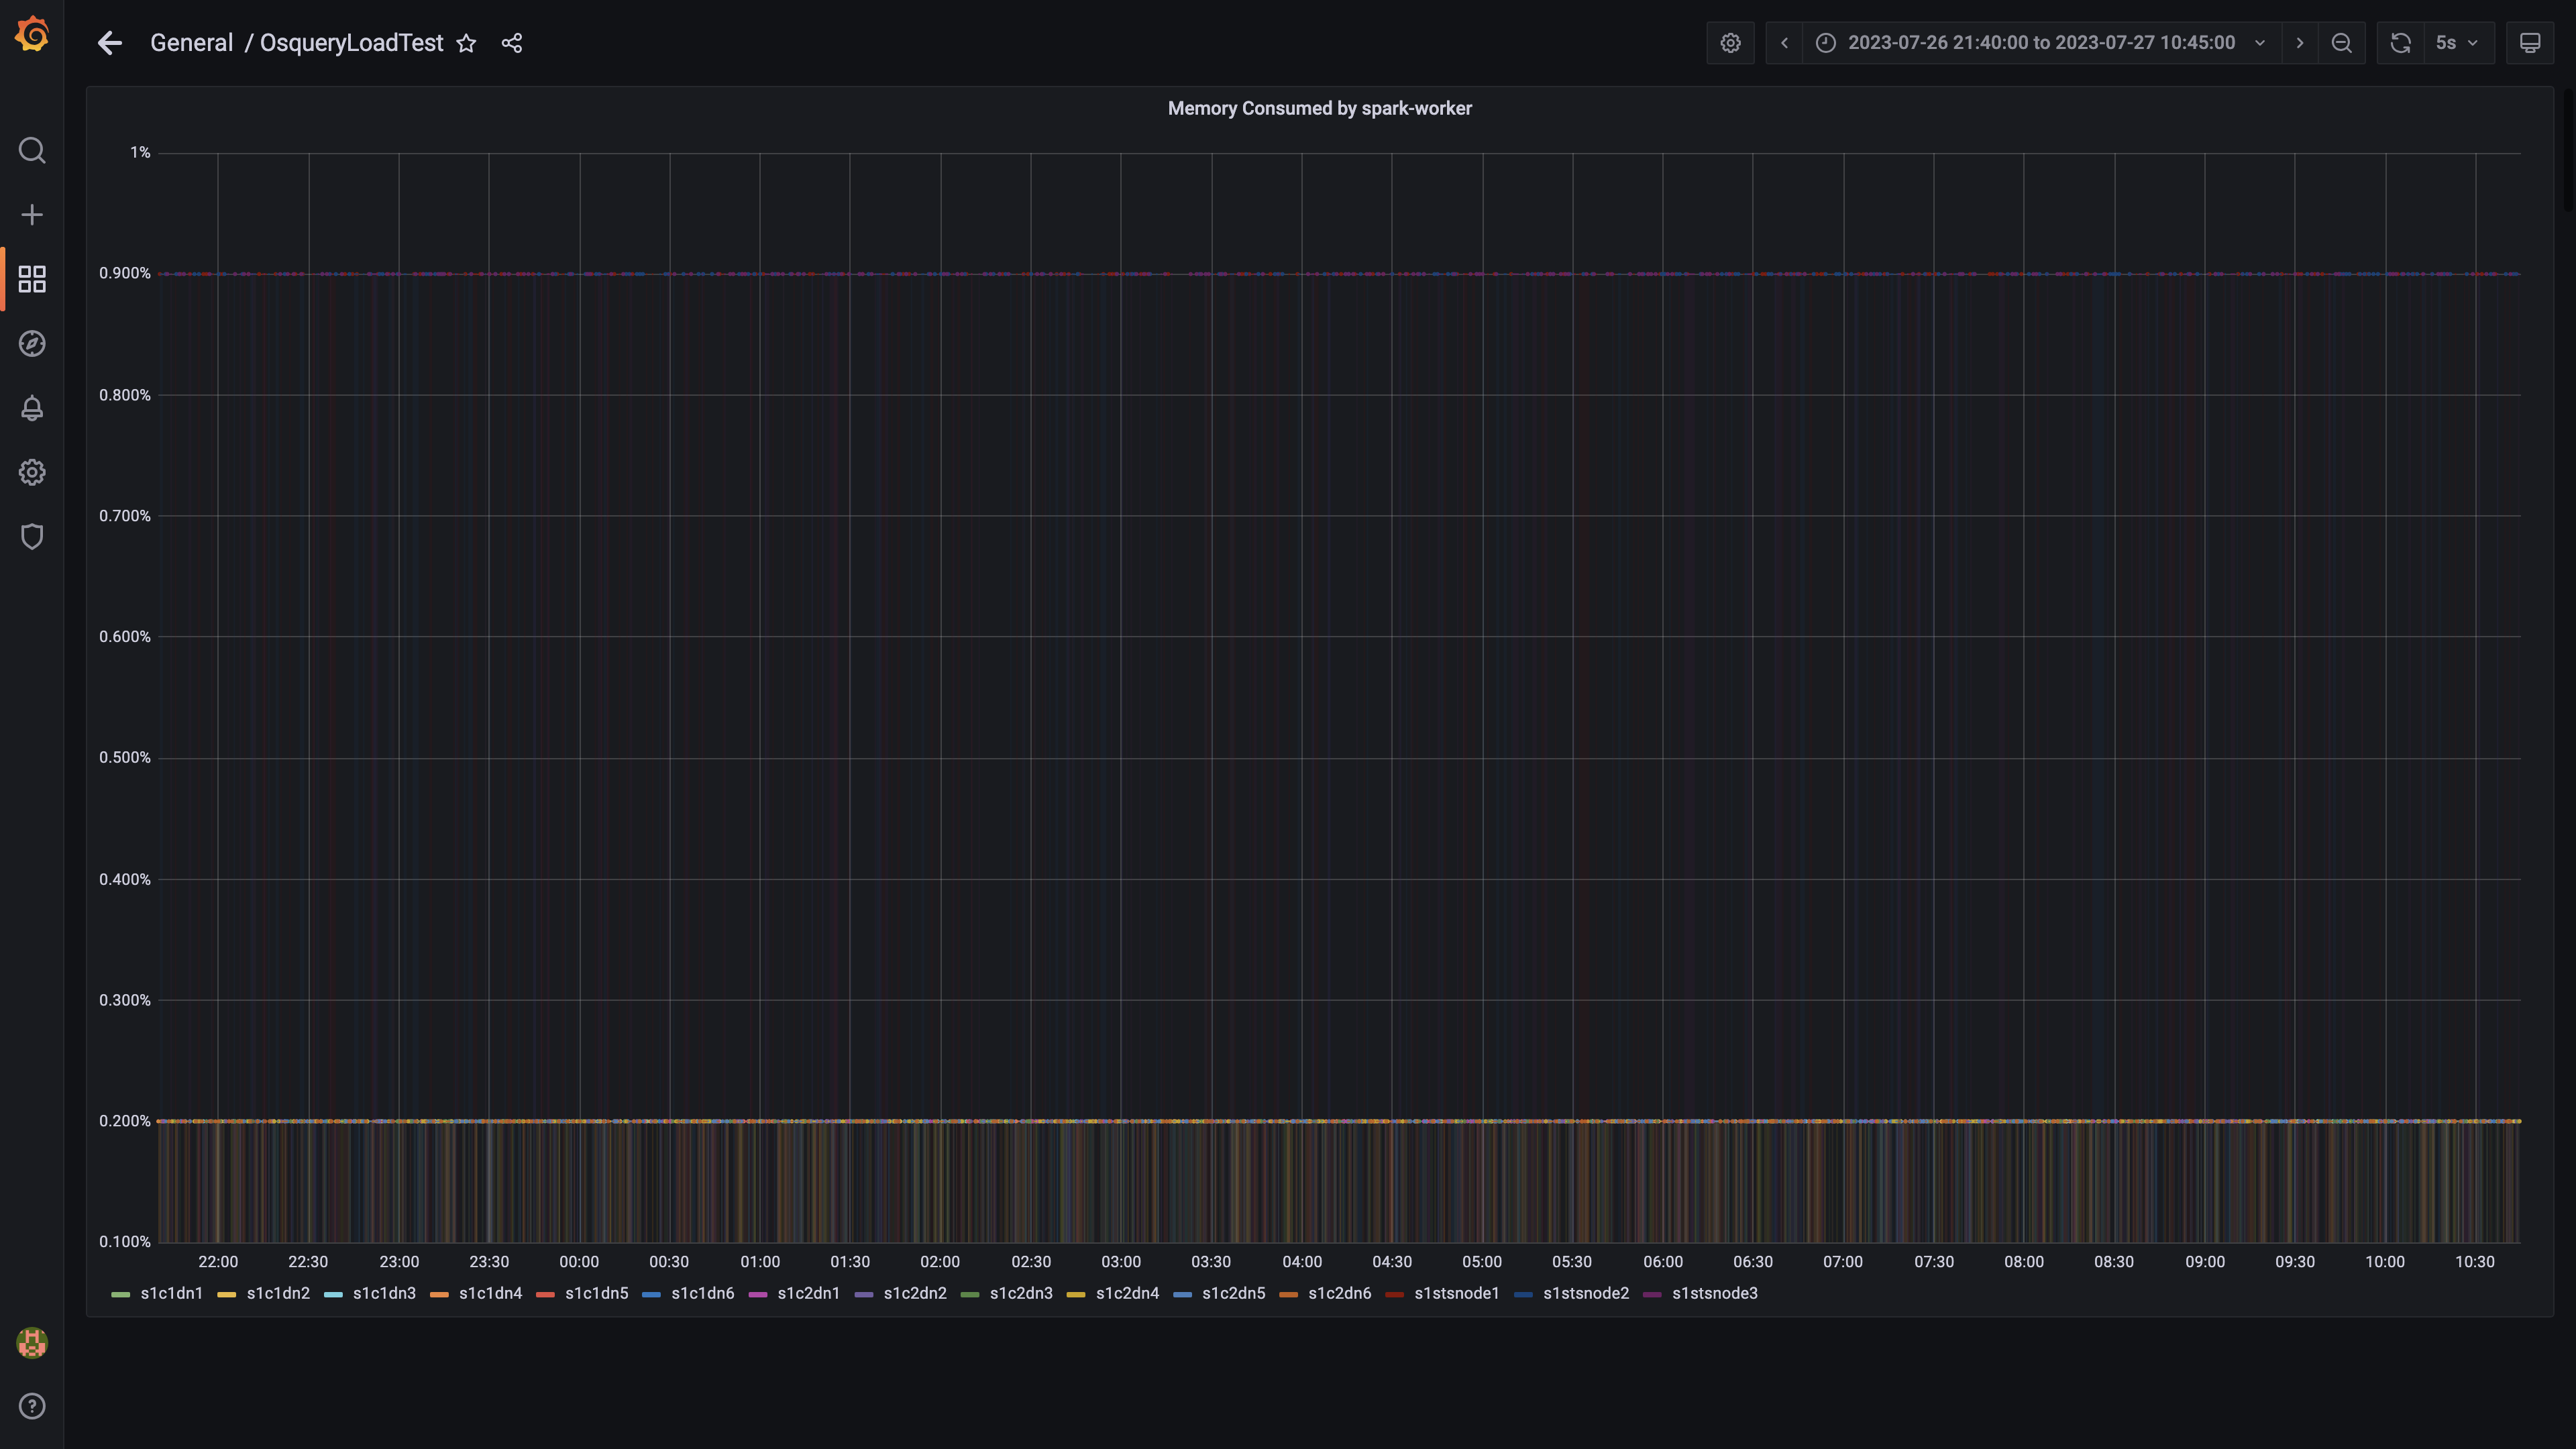 General / OsqueryLoadTest
2023-07-26 21:40:00 to 2023-07-27 10:45:00
5s
Memory Consumed by spark-worker
1%
0.900%
0.800%
0.700%
0.600%
0.500%
0.400%
0.300%
0.200%
0.100%
22:00 22:30 23:00 23:30 00:00 00:30 01:00 01:30 02:00 02:30 03:00 03:30 04:00 04:30 05:00 05:30 06:00 06:30 07:00 07:30 08:00 08:30 09:00 09:30 10:00 10:30
s1c1dn1 s1c1dn2 s1c1dn3 s1c1dn4 s1c1dn5 s1c1dn6 s1c2dn1 s1c2dn2 s1c2dn3 s1c2dn4 s1c2dn5 s1c2dn6 s1stsnode1 s1stsnode2 s1stsnode3